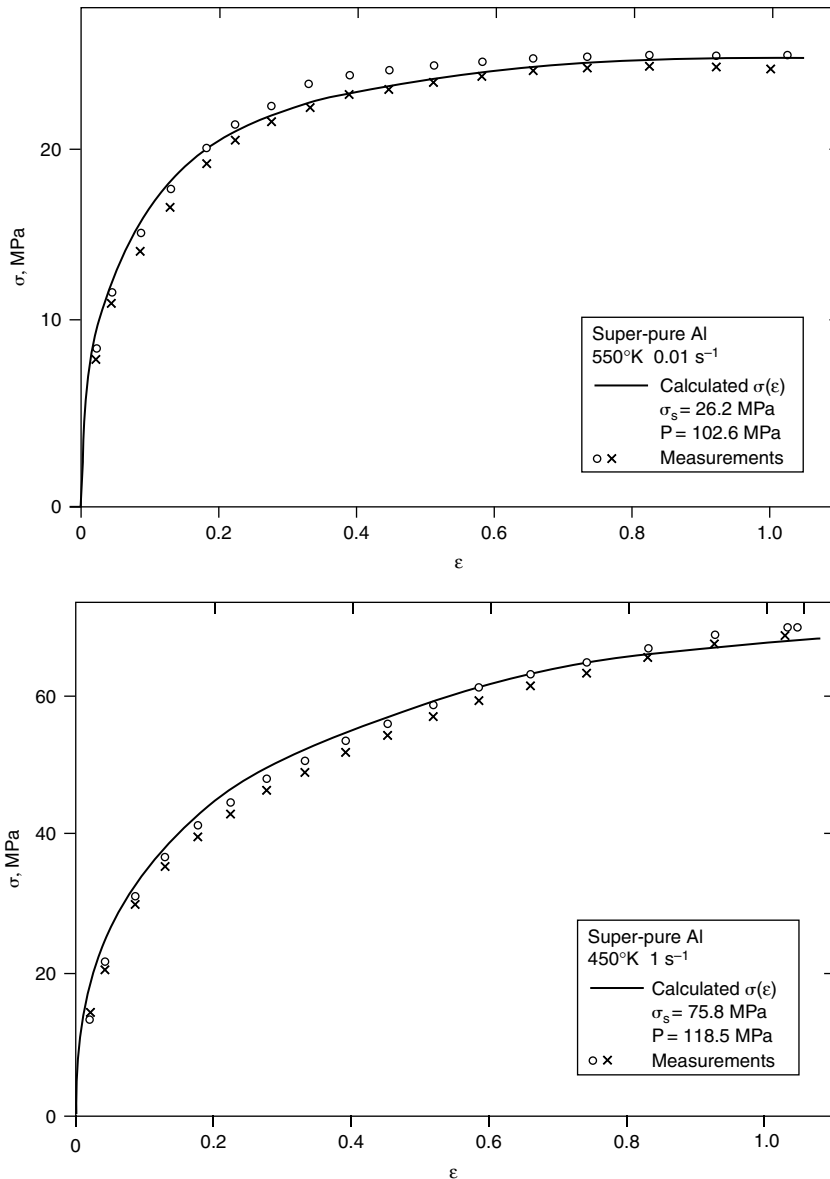 20
10
0
σ, MPa
0
0.2
0.4
0.6
0.8
1.0
ε
Super-pure Al
550°K 0.01 s⁻¹
Calculated σ(ε)
σₛ = 26.2 MPa
P = 102.6 MPa
Measurements
60
40
20
0
σ, MPa
0
0.2
0.4
0.6
0.8
1.0
ε
Super-pure Al
450°K 1 s⁻¹
Calculated σ(ε)
σₛ = 75.8 MPa
P = 118.5 MPa
Measurements